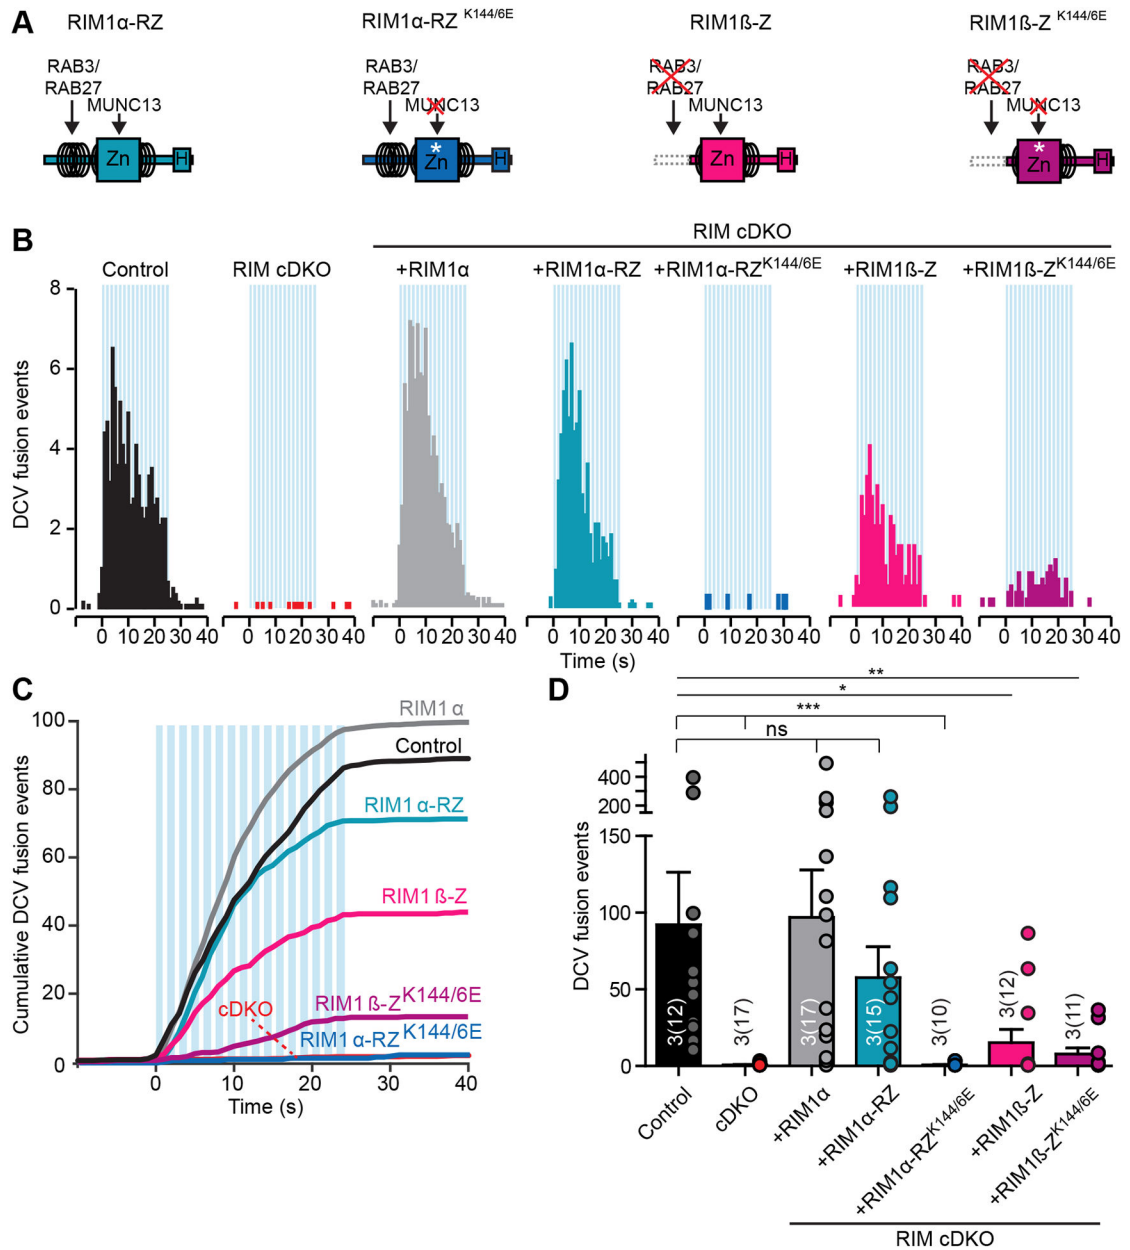 A
RIM1α-RZ
RIM1α-RZ K144/6E
RIM1ß-Z
RIM1ß-Z K144/6E
RAB3/
RAB27
MUNC13
Zn
H
RAB3/
RAB27
MUNC13
*
Zn
H
RAB3/
RAB27
MUNC13
Zn
H
RAB3/
RAB27
MUNC13
*
Zn
H
B
RIM cDKO
Control
RIM cDKO
+RIM1α
+RIM1α-RZ
+RIM1α-RZK144/6E
+RIM1ß-Z
+RIM1ß-ZK144/6E
DCV fusion events
8
6
4
2
0
0 10 20 30 40
0 10 20 30 40
0 10 20 30 40
0 10 20 30 40
0 10 20 30 40
0 10 20 30 40
0 10 20 30 40
Time (s)
C
Cumulative DCV fusion events
100
80
60
40
20
0
RIM1 α
Control
RIM1 α-RZ
RIM1 ß-Z
RIM1 ß-ZK144/6E
cDKO
RIM1 α-RZK144/6E
0 10 20 30 40
Time (s)
D
**
*
***
ns
DCV fusion events
400
200
150
100
50
0
3(12)
3(17)
3(17)
3(15)
3(10)
3(12)
3(11)
Control
cDKO
+RIM1α
+RIM1α-RZ
+RIM1α-RZK144/6E
+RIM1ß-Z
+RIM1ß-ZK144/6E
RIM cDKO